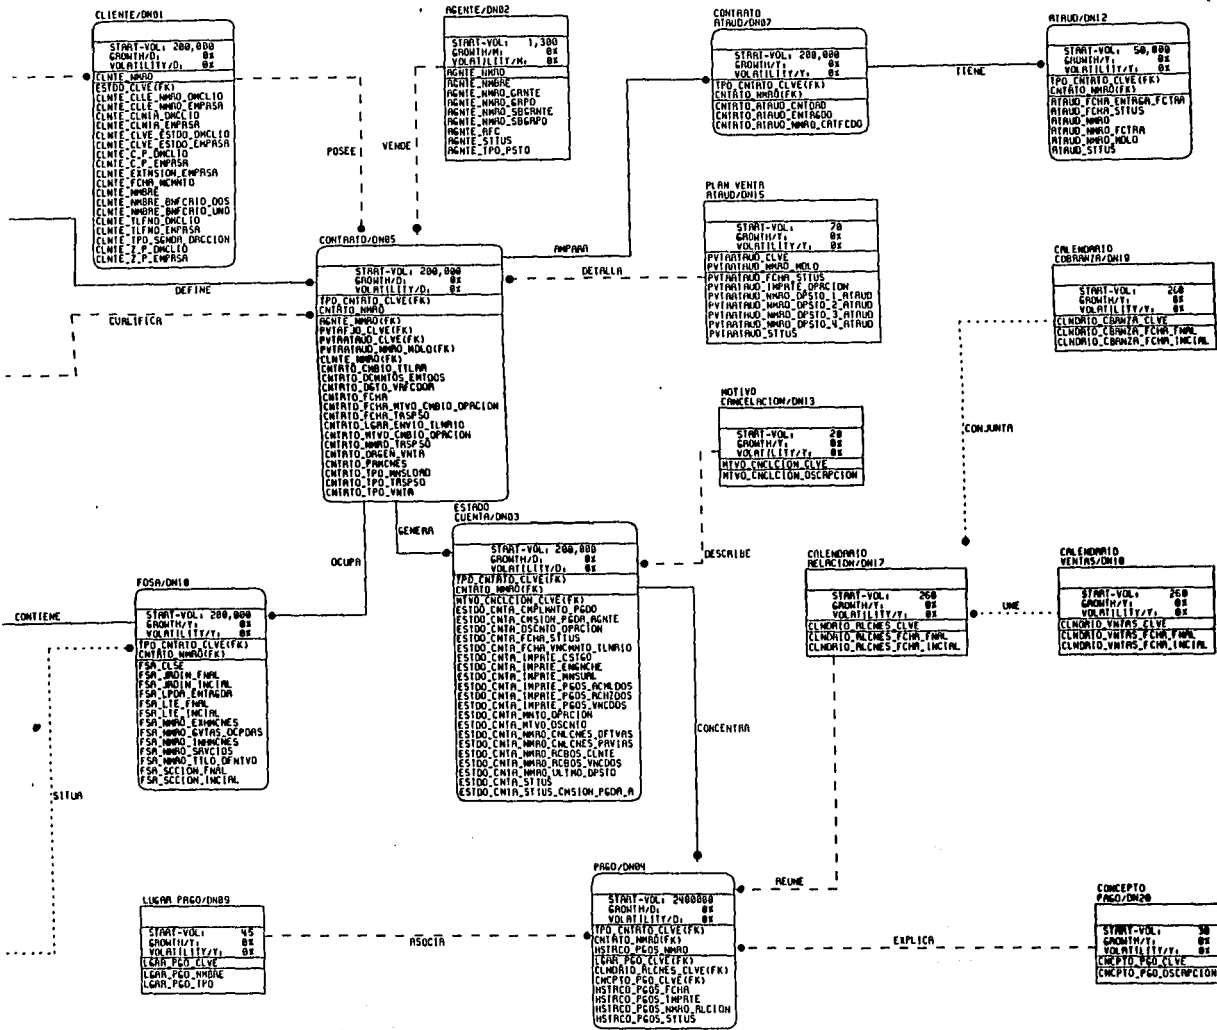 CLIENTE/DN01
START-VOL: 200,000
GROWTH/D: 0%
VOLATILITY/D: 0%
CLNTE_NMRO
ESTDO_CLVE(FK)
CLNTE_CLLE_NMRO_DMCLIO
CLNTE_CLLE_NMRO_EMPRSA
CLNTE_CLNIA_DMCLIO
CLNTE_CLNIA_EMPRSA
CLNTE_CLVE_ESTDO_DMCLIO
CLNTE_CLVE_ESTDO_EMPRSA
CLNTE_C_P_DMCLIO
CLNTE_C_P_EMPRSA
CLNTE_EXTNSION_EMPRSA
CLNTE_FCHA_NCMNTO
CLNTE_NMBRE
CLNTE_NMBRE_BNFCRIO_DOS
CLNTE_NMBRE_BNFCRIO_UNO
CLNTE_TLFNO_DMCLIO
CLNTE_TLFNO_EMPRSA
CLNTE_TPO_SGNDA_DRCCION
CLNTE_Z_P_DMCLIO
CLNTE_Z_P_EMPRSA
AGENTE/DN02
START-VOL: 1,300
GROWTH/M: 0%
VOLATILITY/M: 0%
AGNTE_NMRO
AGNTE_NMBRE
AGNTE_NMRO_GRNTE
AGNTE_NMRO_GRPO
AGNTE_NMRO_SBGRNTE
AGNTE_NMRO_SBGRPO
AGNTE_RFC
AGNTE_STTUS
AGNTE_TPO_PSTO
CONTRATO
ATAUD/DN07
START-VOL: 200,000
GROWTH/Y: 0%
VOLATILITY/Y: 0%
TPO_CNTRTO_CLVE(FK)
CNTRTO_NMRO(FK)
CNTRTO_ATAUD_CNTDAD
CNTRTO_ATAUD_ENTRGDO
CNTRTO_ATAUD_NMRO_CRTFCDO
TIENE
ATAUD/DN12
START-VOL: 50,000
GROWTH/Y: 0%
VOLATILITY/Y: 0%
TPO_CNTRTO_CLVE(FK)
CNTRTO_NMRO(FK)
ATAUD_FCHA_ENTRGA_FCTRA
ATAUD_FCHA_STTUS
ATAUD_NMRO
ATAUD_NMRO_FCTRA
ATAUD_NMRO_MDLO
ATAUD_STTUS
POSEE
VENDE
PLAN VENTA
ATAUD/DN15
START-VOL: 70
GROWTH/Y: 0%
VOLATILITY/Y: 0%
PVTAATAUD_CLVE
PVTAATAUD_NMRO_MDLO
PVTAATAUD_FCHA_STTUS
PVTAATAUD_IMPRTE_OPRCION
PVTAATAUD_NMRO_DPSTO_1_ATAUD
PVTAATAUD_NMRO_DPSTO_2_ATAUD
PVTAATAUD_NMRO_DPSTO_3_ATAUD
PVTAATAUD_NMRO_DPSTO_4_ATAUD
PVTAATAUD_STTUS
CONTRATO/DN05
START-VOL: 200,000
GROWTH/D: 0%
VOLATILITY/D: 0%
TPO_CNTRTO_CLVE(FK)
CNTRTO_NMRO
AGNTE_NMRO(FK)
PVTAFJO_CLVE(FK)
PVTAATAUD_CLVE(FK)
PVTAATAUD_NMRO_MDLO(FK)
CLNTE_NMRO(FK)
CNTRTO_CMBIO_TTLAR
CNTRTO_DCMNTOS_EMTDOS
CNTRTO_DGTO_VRFCDOR
CNTRTO_FCHA
CNTRTO_FCHA_MTVO_CMBIO_OPRCION
CNTRTO_FCHA_TRSPSO
CNTRTO_LGAR_ENVIO_TLNRIO
CNTRTO_MTVO_CMBIO_OPRCION
CNTRTO_NMRO_TRSPSO
CNTRTO_ORGEN_VNTA
CNTRTO_PRMCNES
CNTRTO_TPO_MNSLDAD
CNTRTO_TPO_TRSPSO
CNTRTO_TPO_VNTA
AMPARA
DETALLA
DEFINE
CUALIFICA
CALENDARIO
COBRANZA/DN19
START-VOL: 260
GROWTH/Y: 0%
VOLATILITY/Y: 0%
CLNDRIO_CBRNZA_CLVE
CLNDRIO_CBRNZA_FCHA_FNAL
CLNDRIO_CBRNZA_FCHA_INCIAL
CONJUNTA
MOTIVO
CANCELACION/DN13
START-VOL: 20
GROWTH/Y: 0%
VOLATILITY/Y: 0%
MTVO_CNCLCION_CLVE
MTVO_CNCLCION_DSCRPCION
DESCRIBE
GENERA
OCUPA
ESTADO
CUENTA/DN03
START-VOL: 200,000
GROWTH/D: 0%
VOLATILITY/D: 0%
TPO_CNTRTO_CLVE(FK)
CNTRTO_NMRO(FK)
MTVO_CNCLCION_CLVE(FK)
ESTDO_CNTA_CMPLMNTO_PGDO
ESTDO_CNTA_CMSION_PGDA_AGNTE
ESTDO_CNTA_DSCNTO_OPRCION
ESTDO_CNTA_FCHA_STTUS
ESTDO_CNTA_FCHA_VNCMNTO_TLNRIO
ESTDO_CNTA_IMPRTE_CSTGO
ESTDO_CNTA_IMPRTE_ENGNCHE
ESTDO_CNTA_IMPRTE_MNSUAL
ESTDO_CNTA_IMPRTE_PGOS_ACMLDOS
ESTDO_CNTA_IMPRTE_PGOS_RCHZDOS
ESTDO_CNTA_IMPRTE_PGOS_VNCDOS
ESTDO_CNTA_MNTO_OPRCION
ESTDO_CNTA_MTVO_DSCNTO
ESTDO_CNTA_NMRO_CNLCNES_DFTVAS
ESTDO_CNTA_NMRO_CNLCNES_PRVIAS
ESTDO_CNTA_NMRO_RCBOS_CLNTE
ESTDO_CNTA_NMRO_RCBOS_VNCDOS
ESTDO_CNTA_NMRO_ULTMO_DPSTO
ESTDO_CNTA_STTUS
ESTDO_CNTA_STTUS_CMSION_PGDA_A
CALENDARIO
RELACION/DN17
START-VOL: 260
GROWTH/Y: 0%
VOLATILITY/Y: 0%
CLNDRIO_RLCNES_CLVE
CLNDRIO_RLCNES_FCHA_FNAL
CLNDRIO_RLCNES_FCHA_INCIAL
UNE
CALENDARIO
VENTAS/DN18
START-VOL: 260
GROWTH/Y: 0%
VOLATILITY/Y: 0%
CLNDRIO_VNTAS_CLVE
CLNDRIO_VNTAS_FCHA_FNAL
CLNDRIO_VNTAS_FCHA_INCIAL
FOSA/DN10
CONTIENE
START-VOL: 200,000
GROWTH/Y: 0%
VOLATILITY/Y: 0%
TPO_CNTRTO_CLVE(FK)
CNTRTO_NMRO(FK)
FSA_CLSE
FSA_JRDIN_FNAL
FSA_JRDIN_INCIAL
FSA_LPDA_ENTRGDA
FSA_LTE_FNAL
FSA_LTE_INCIAL
FSA_NMRO_EXHMCNES
FSA_NMRO_GVTAS_OCPDAS
FSA_NMRO_INHMCNES
FSA_NMRO_SRVCIOS
FSA_NMRO_TTLO_DFNTVO
FSA_SCCION_FNAL
FSA_SCCION_INCIAL
SITUA
CONCENTRA
LUGAR PAGO/DN09
START-VOL: 45
GROWTH/Y: 0%
VOLATILITY/Y: 0%
LGAR_PGO_CLVE
LGAR_PGO_NMBRE
LGAR_PGO_TPO
ASOCIA
PAGO/DN04
START-VOL: 2400000
GROWTH/D: 0%
VOLATILITY/D: 0%
TPO_CNTRTO_CLVE(FK)
CNTRTO_NMRO(FK)
HSTRCO_PGOS_NMRO
LGAR_PGO_CLVE(FK)
CLNDRIO_RLCNES_CLVE(FK)
CNCPTO_PGO_CLVE(FK)
HSTRCO_PGOS_FCHA
HSTRCO_PGOS_IMPRTE
HSTRCO_PGOS_NMRO_RLCION
HSTRCO_PGOS_STTUS
REUNE
EXPLICA
CONCEPTO
PAGO/DN20
START-VOL:
GROWTH/Y: 0%
VOLATILITY/Y: 0%
CNCPTO_PGO_CLVE
CNCPTO_PGO_DSCRPCION